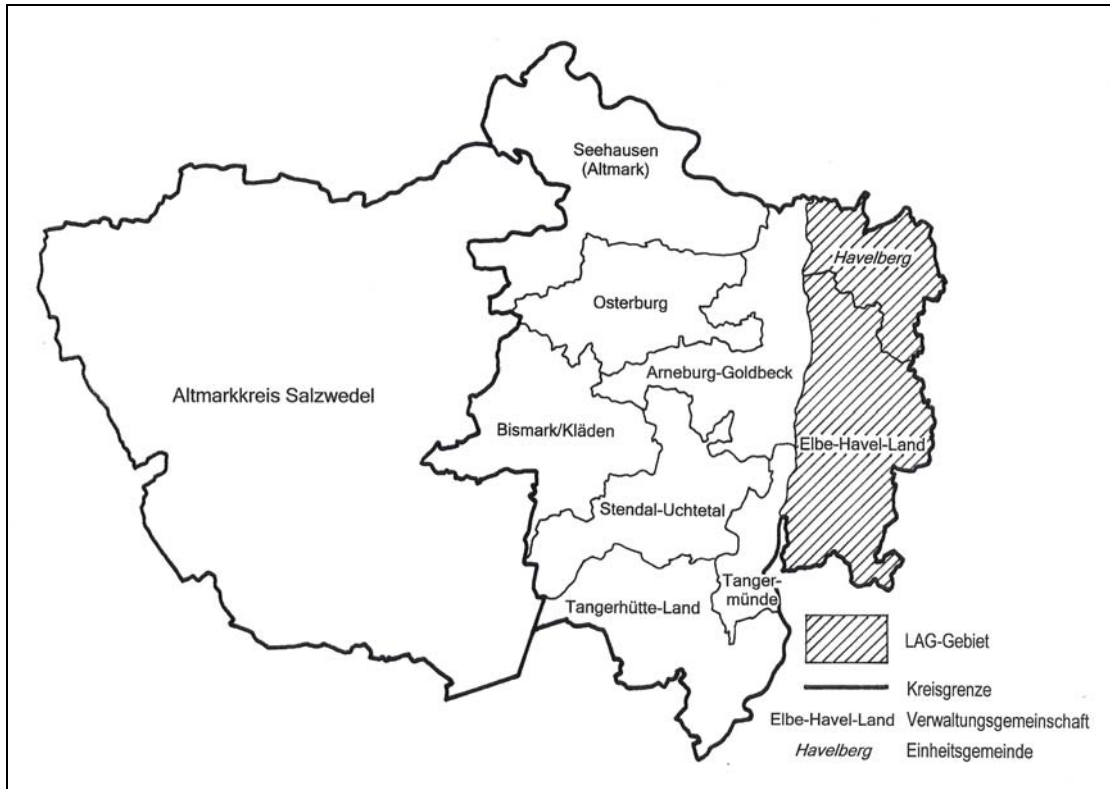 Seehausen
(Altmark)
Havelberg
Osterburg
Arneburg-Goldbeck
Altmarkkreis Salzwedel
Bismark/Kläden
Elbe-Havel-Land
Stendal-Uchtetal
Tanger-
münde
Tangerhütte-Land
LAG-Gebiet
Kreisgrenze
Elbe-Havel-Land Verwaltungsgemeinschaft
Havelberg Einheitsgemeinde